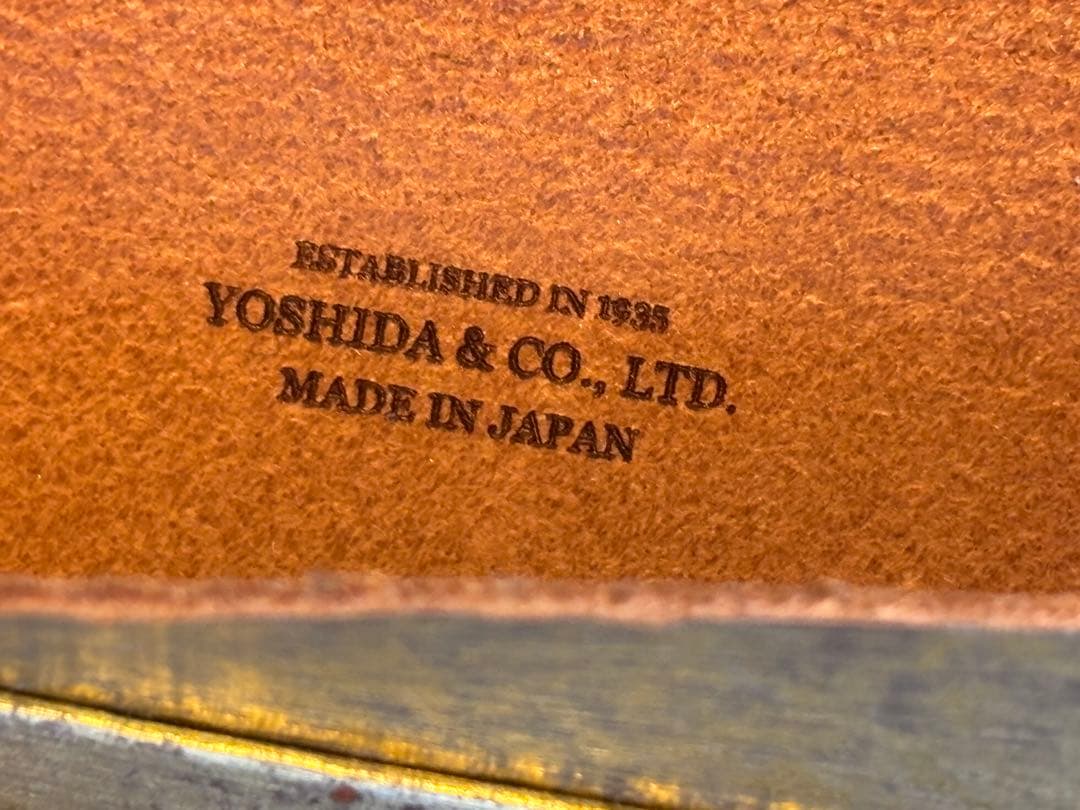 ESTABLISHED IN 1935
YOSHIDA & CO., LTD.
MADE IN JAPAN